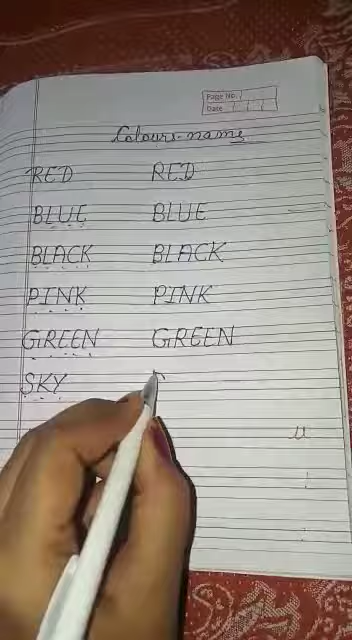 Page No.
Date
Colours name
RED RED
BLUE BLUE
BLACK BLACK
PINK PINK
GREEN GREEN
SKY